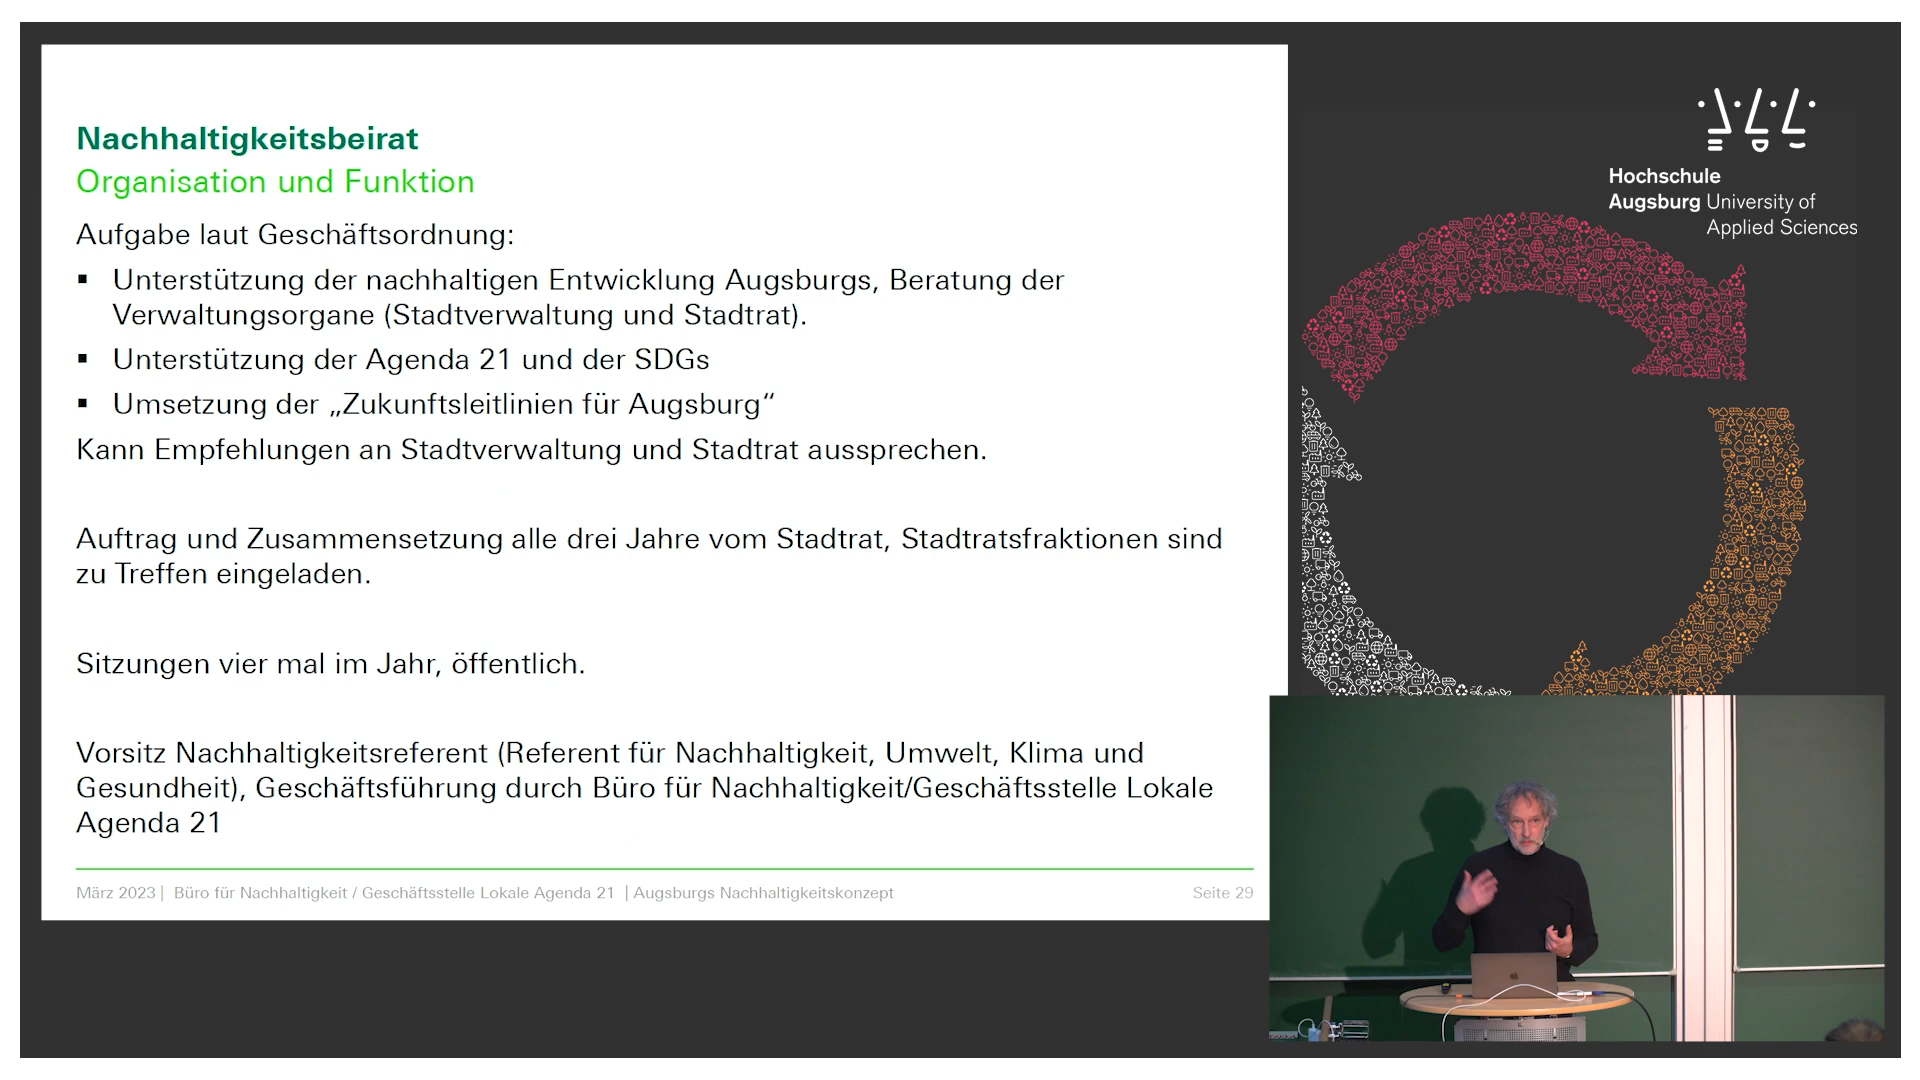 Nachhaltigkeitsbeirat
Organisation und Funktion
Aufgabe laut Geschäftsordnung:
▪ Unterstützung der nachhaltigen Entwicklung Augsburgs, Beratung der
Verwaltungsorgane (Stadtverwaltung und Stadtrat).
▪ Unterstützung der Agenda 21 und der SDGs
▪ Umsetzung der „Zukunftsleitlinien für Augsburg“
Kann Empfehlungen an Stadtverwaltung und Stadtrat aussprechen.
Auftrag und Zusammensetzung alle drei Jahre vom Stadtrat, Stadtratsfraktionen sind
zu Treffen eingeladen.
Sitzungen vier mal im Jahr, öffentlich.
Vorsitz Nachhaltigkeitsreferent (Referent für Nachhaltigkeit, Umwelt, Klima und
Gesundheit), Geschäftsführung durch Büro für Nachhaltigkeit/Geschäftsstelle Lokale
Agenda 21
März 2023 | Büro für Nachhaltigkeit / Geschäftsstelle Lokale Agenda 21 | Augsburgs Nachhaltigkeitskonzept
Seite 29
Hochschule
Augsburg University of
Applied Sciences